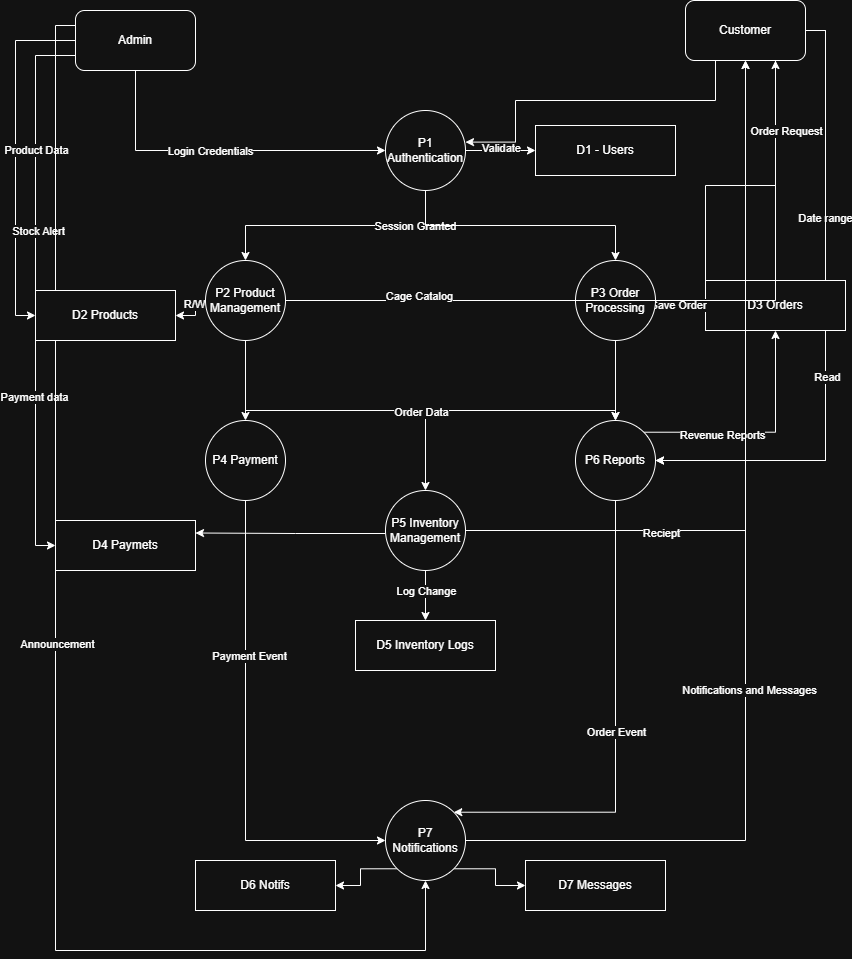 Admin
Customer
Order Request
P1
Authentication
Product Data
Login Credentials
Validate
D1 - Users
Date range
Session Granted
Stock Alert
P2 Product
Management
P3 Order
Processing
Cage Catalog
R/W
ave Order
D3 Orders
D2 Products
Read
Payment data
Order Data
Revenue Reports
P4 Payment
P6 Reports
P5 Inventory
Management
Reciept
D4 Paymets
Log Change
Announcement
D5 Inventory Logs
Payment Event
Notifications and Messages
Order Event
P7
Notifications
D6 Notifs
D7 Messages